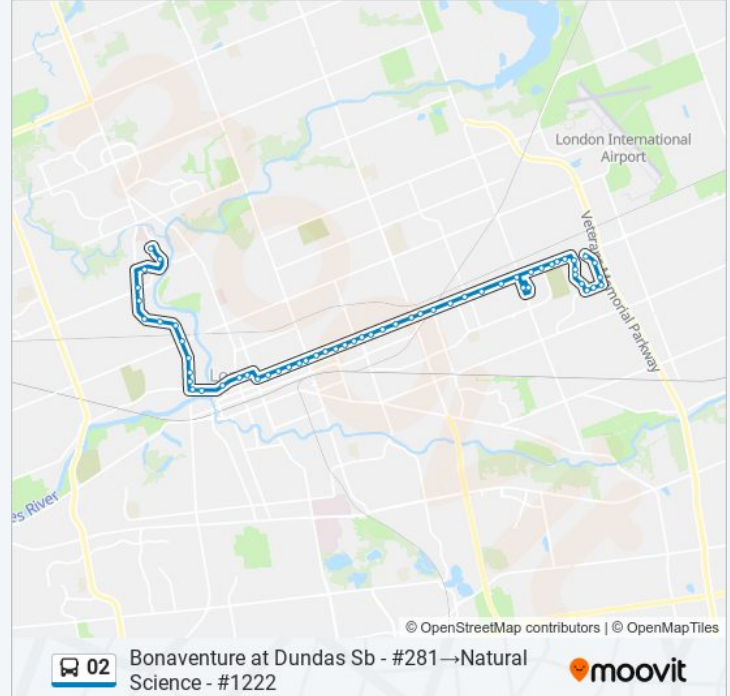 London International
Airport
Veterans Memorial Parkway
Lo
es River
© OpenStreetMap contributors | © OpenMapTiles
02
Bonaventure at Dundas Sb - #281→Natural
Science - #1222
moovit